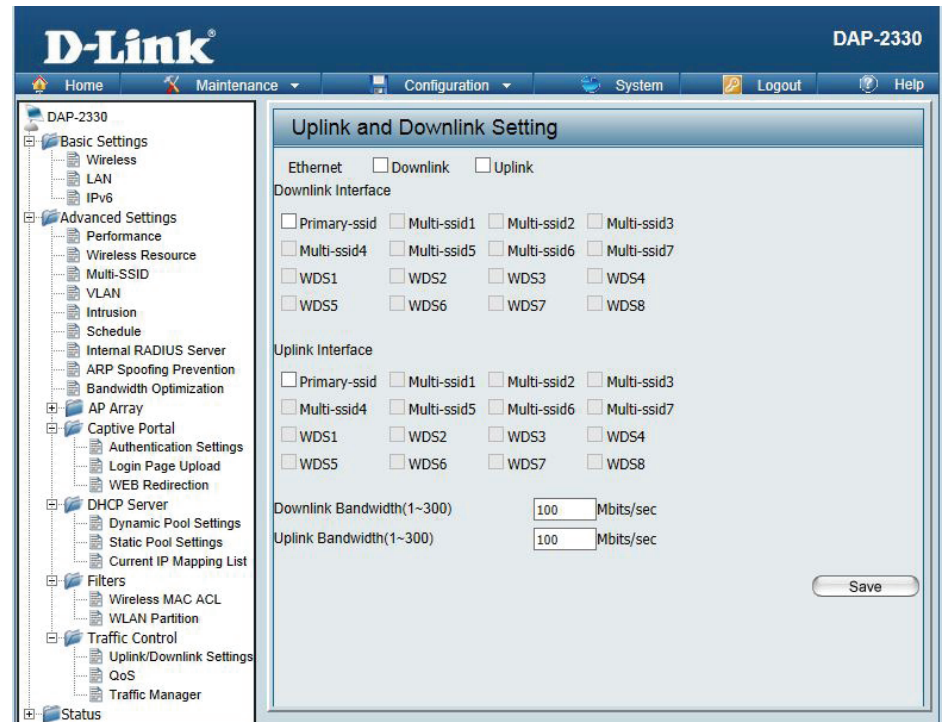 D-Link®
DAP-2330
Home Maintenance Configuration System Logout Help
DAP-2330
Basic Settings
Wireless
LAN
IPv6
Advanced Settings
Performance
Wireless Resource
Multi-SSID
VLAN
Intrusion
Schedule
Internal RADIUS Server
ARP Spoofing Prevention
Bandwidth Optimization
AP Array
Captive Portal
Authentication Settings
Login Page Upload
WEB Redirection
DHCP Server
Dynamic Pool Settings
Static Pool Settings
Current IP Mapping List
Filters
Wireless MAC ACL
WLAN Partition
Traffic Control
Uplink/Downlink Settings
QoS
Traffic Manager
Status
Uplink and Downlink Setting
Ethernet Downlink Uplink
Downlink Interface
Primary-ssid Multi-ssid1 Multi-ssid2 Multi-ssid3
Multi-ssid4 Multi-ssid5 Multi-ssid6 Multi-ssid7
WDS1 WDS2 WDS3 WDS4
WDS5 WDS6 WDS7 WDS8
Uplink Interface
Primary-ssid Multi-ssid1 Multi-ssid2 Multi-ssid3
Multi-ssid4 Multi-ssid5 Multi-ssid6 Multi-ssid7
WDS1 WDS2 WDS3 WDS4
WDS5 WDS6 WDS7 WDS8
Downlink Bandwidth(1~300) 100 Mbits/sec
Uplink Bandwidth(1~300) 100 Mbits/sec
Save